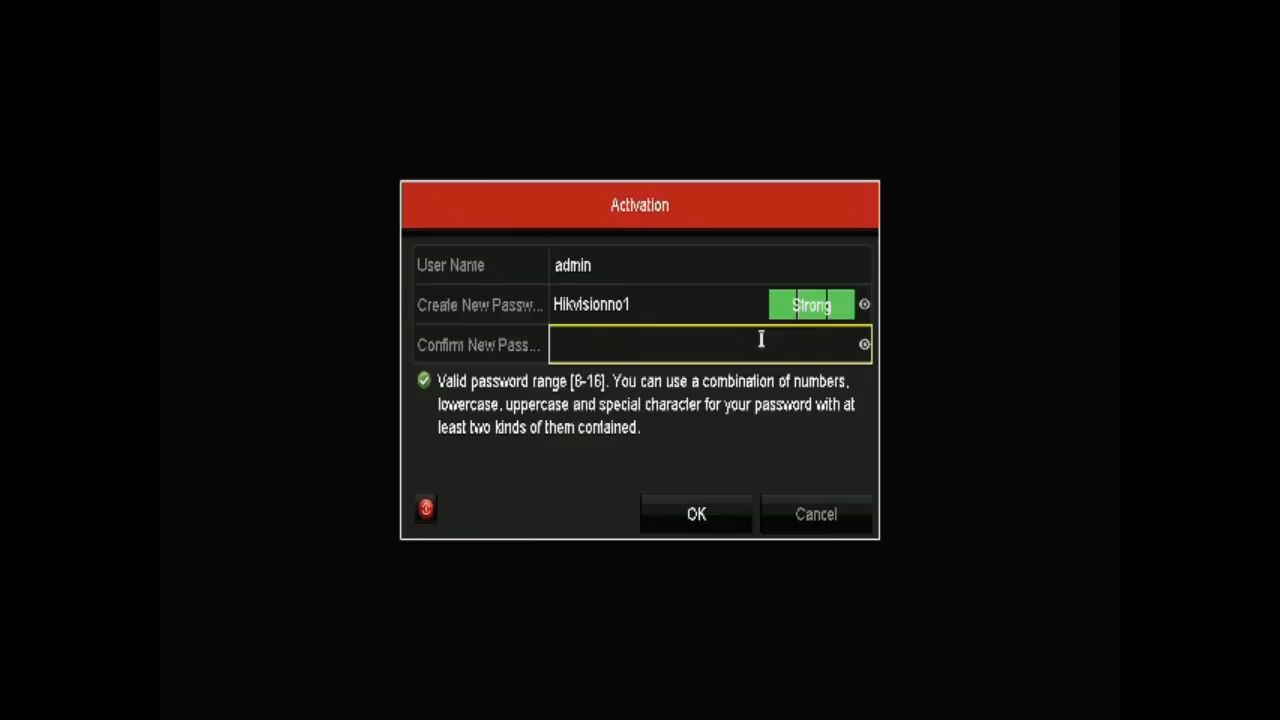 Activation
User Name admin
Create New Passw... Hikvisionno1 Strong
Confirm New Pass...
Valid password range [8-16]. You can use a combination of numbers,
lowercase, uppercase and special character for your password with at
least two kinds of them contained.
OK Cancel